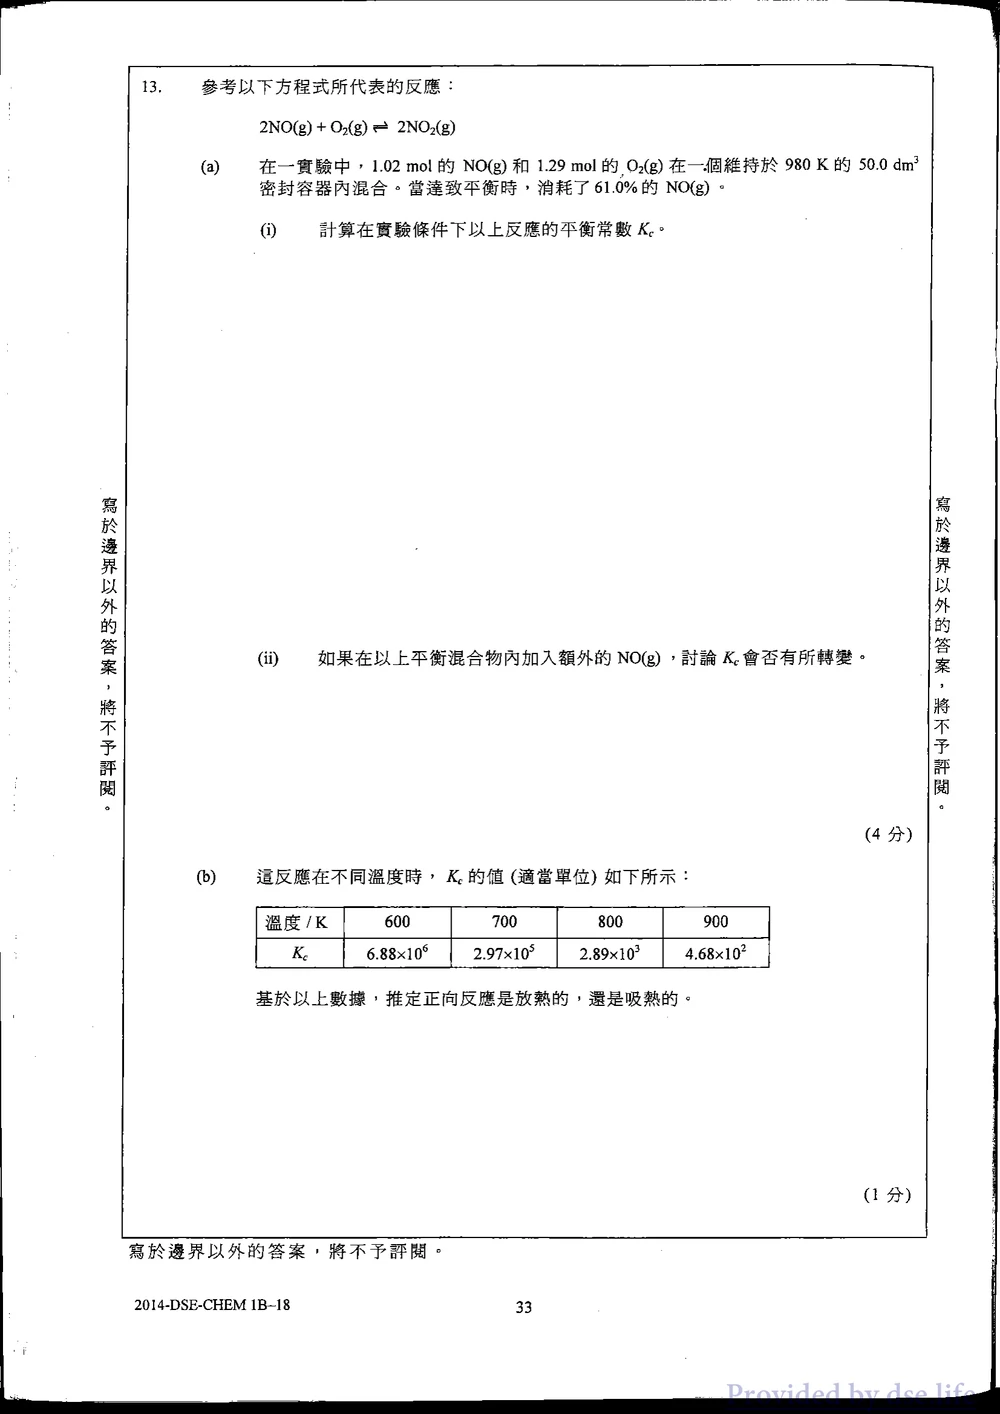 13. 參考以下方程式所代表的反應：
2NO(g) + O₂(g) ⇌ 2NO₂(g)
(a) 在一實驗中，1.02 mol 的 NO(g) 和 1.29 mol 的 O₂(g) 在一個維持於 980 K 的 50.0 dm³
密封容器內混合。當達致平衡時，消耗了 61.0% 的 NO(g)。
(i) 計算在實驗條件下以上反應的平衡常數 Kc。
(ii) 如果在以上平衡混合物內加入額外的 NO(g)，討論 Kc 會否有所轉變。
(4 分)
(b) 這反應在不同溫度時， Kc 的值 (適當單位) 如下所示：
溫度 / K 600 700 800 900
Kc 6.88×10⁶ 2.97×10⁵ 2.89×10³ 4.68×10²
基於以上數據，推定正向反應是放熱的，還是吸熱的。
(1 分)
寫於邊界以外的答案，將不予評閱。
寫於邊界以外的答案，將不予評閱。
寫於邊界以外的答案，將不予評閱。
2014-DSE-CHEM 1B–18
33
Provided by dse.life